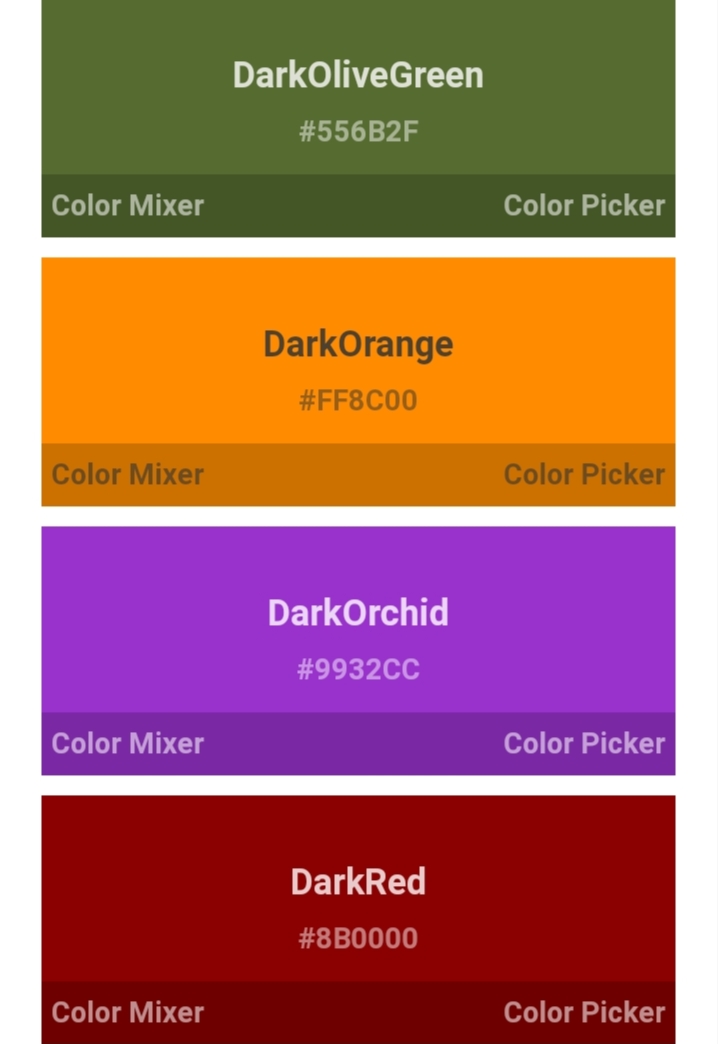 DarkOliveGreen
#556B2F
Color Mixer Color Picker
DarkOrange
#FF8C00
Color Mixer Color Picker
DarkOrchid
#9932CC
Color Mixer Color Picker
DarkRed
#8B0000
Color Mixer Color Picker